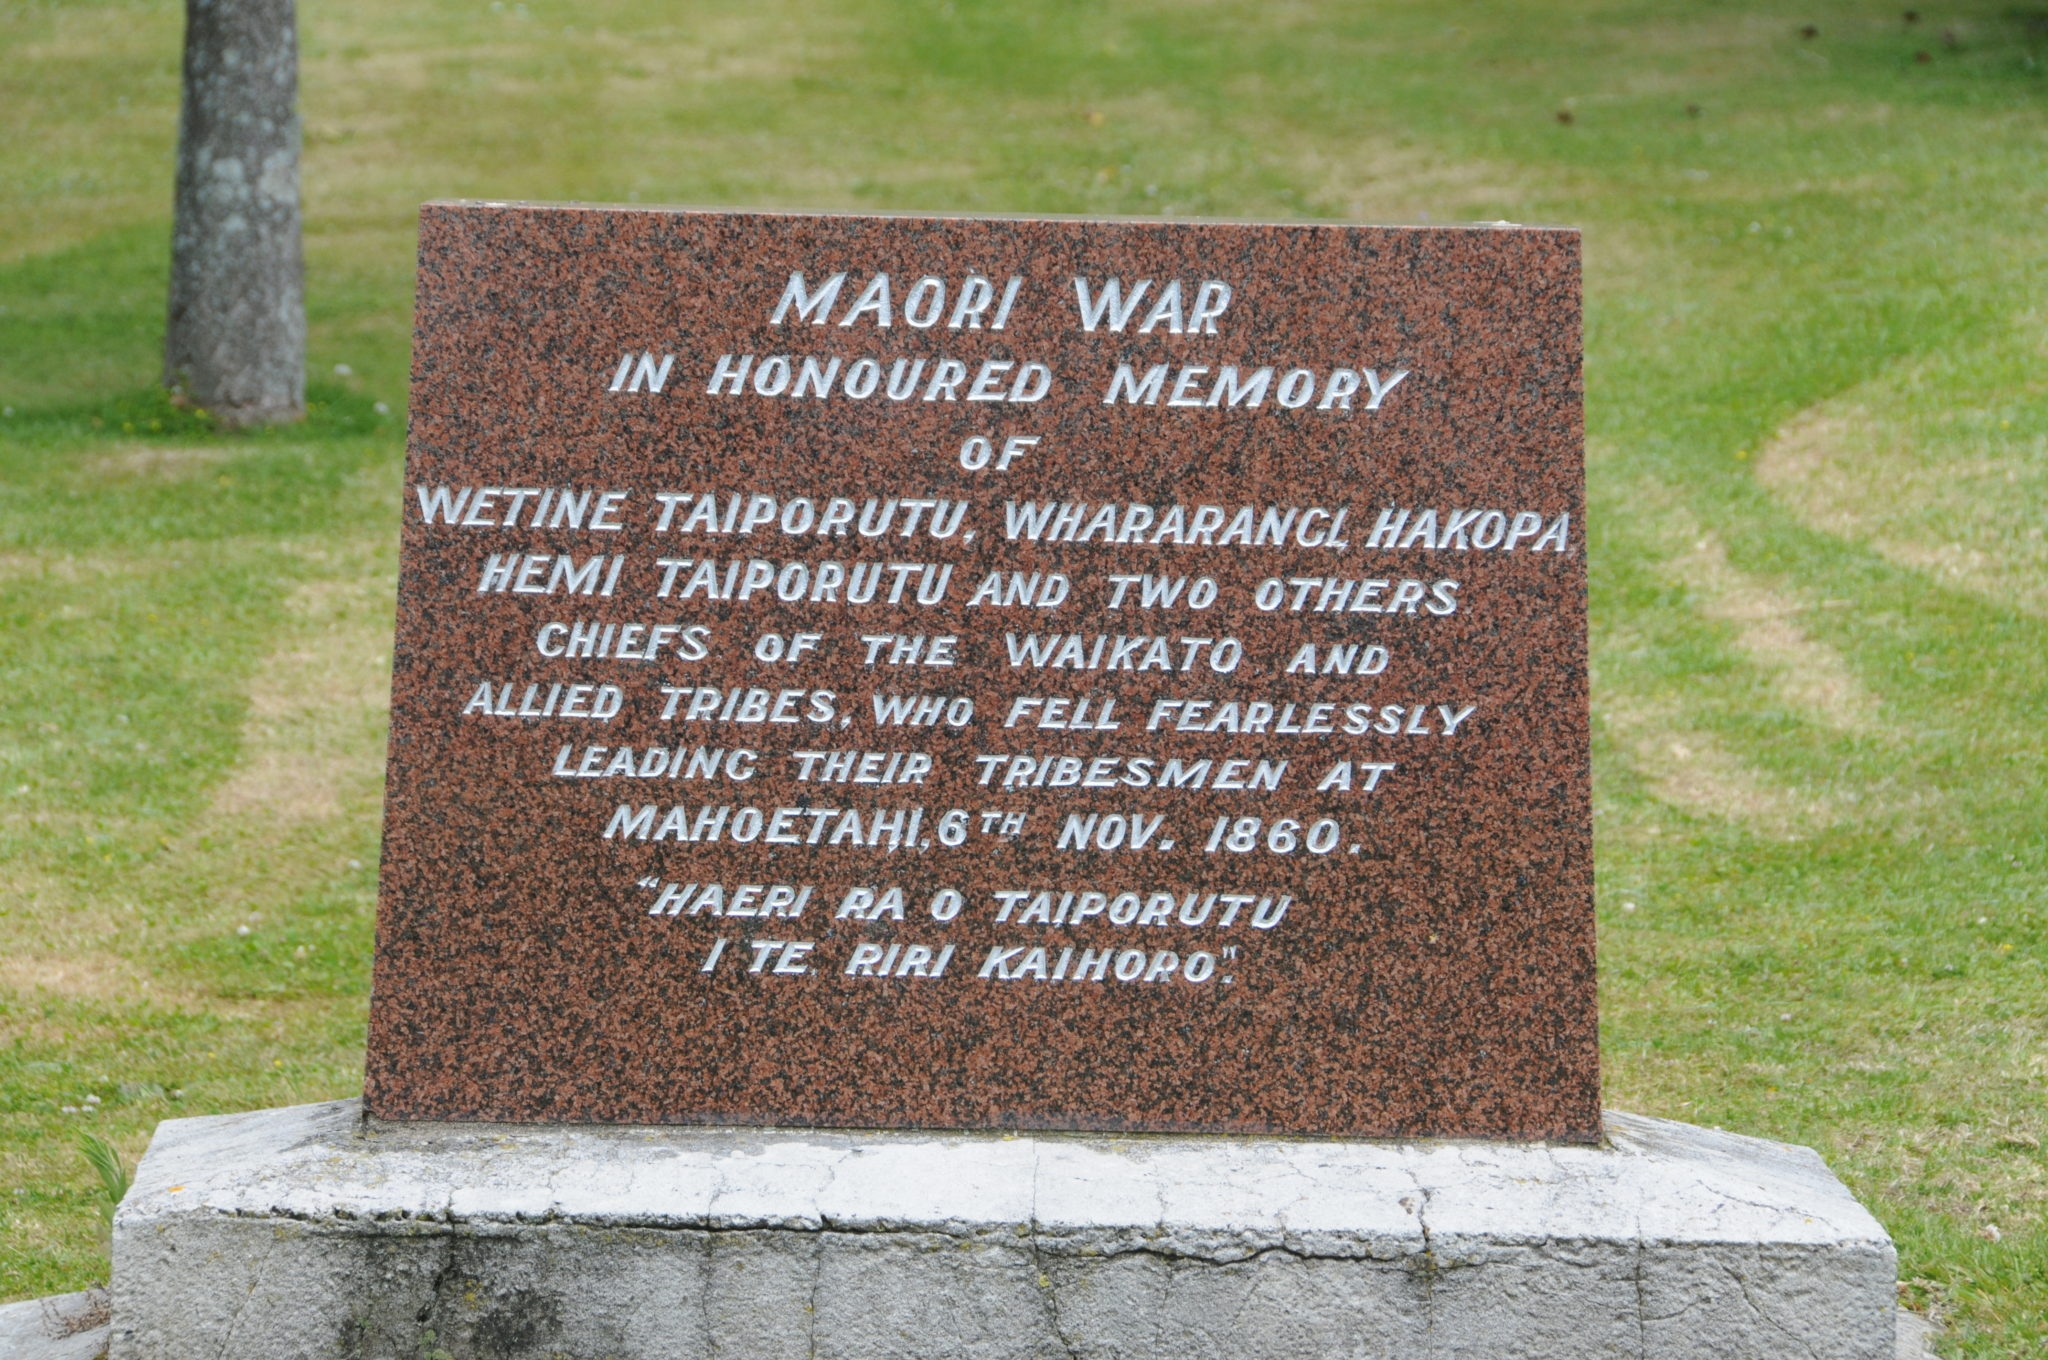 MAORI WAR
IN HONOURED MEMORY
OF
WETINE TAIPORUTU, WHARARANGI, HAKOPA
HEMI TAIPORUTU AND TWO OTHERS
CHIEFS OF THE WAIKATO AND
ALLIED TRIBES, WHO FELL FEARLESSLY
LEADING THEIR TRIBESMEN AT
MAHOETAHI, 6TH NOV. 1860.
"HAERI RA O TAIPORUTU
I TE RIRI KAIHORO".